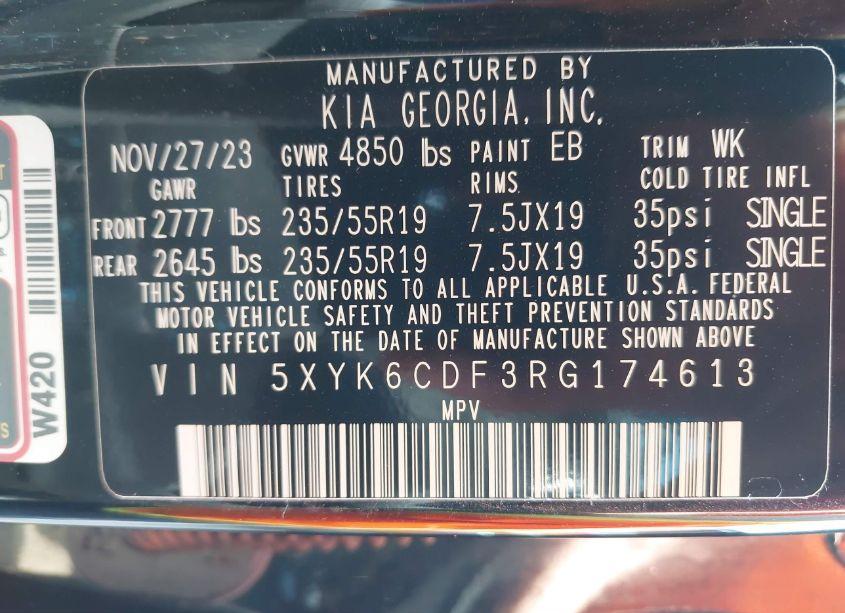 MANUFACTURED BY
KIA GEORGIA, INC.
NOV/27/23 GVWR 4850 lbs PAINT EB TRIM WK
GAWR TIRES RIMS COLD TIRE INFL
FRONT 2777 lbs 235/55R19 7.5JX19 35psi SINGLE
REAR 2645 lbs 235/55R19 7.5JX19 35psi SINGLE
THIS VEHICLE CONFORMS TO ALL APPLICABLE U.S.A. FEDERAL
MOTOR VEHICLE SAFETY AND THEFT PREVENTION STANDARDS
IN EFFECT ON THE DATE OF MANUFACTURE SHOWN ABOVE
VIN 5XYK6CDF3RG174613
MPV
W420